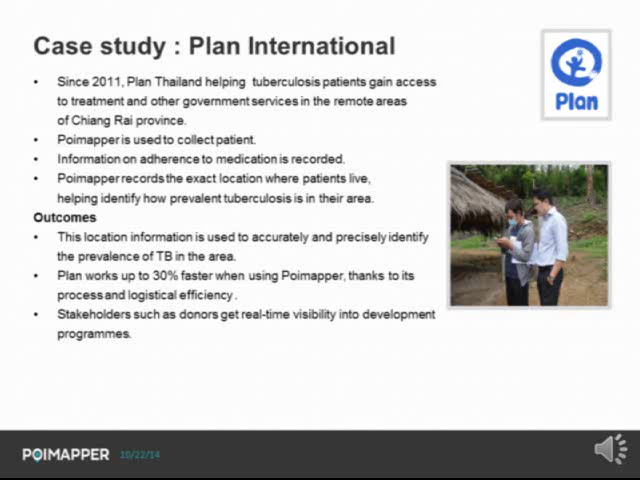 Case study : Plan International
• Since 2011, Plan Thailand helping tuberculosis patients gain access
to treatment and other government services in the remote areas
of Chiang Rai province.
• Poimapper is used to collect patient.
• Information on adherence to medication is recorded.
• Poimapper records the exact location where patients live,
helping identify how prevalent tuberculosis is in their area.
Outcomes
• This location information is used to accurately and precisely identify
the prevalence of TB in the area.
• Plan works up to 30% faster when using Poimapper, thanks to its
process and logistical efficiency.
• Stakeholders such as donors get real-time visibility into development
programmes.
Plan
POIMAPPER 10/22/14